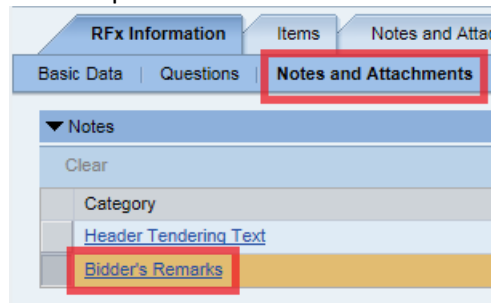 RFx Information Items Notes and Atta
Basic Data | Questions | Notes and Attachments
Notes
Clear
Category
Header Tendering Text
Bidder's Remarks